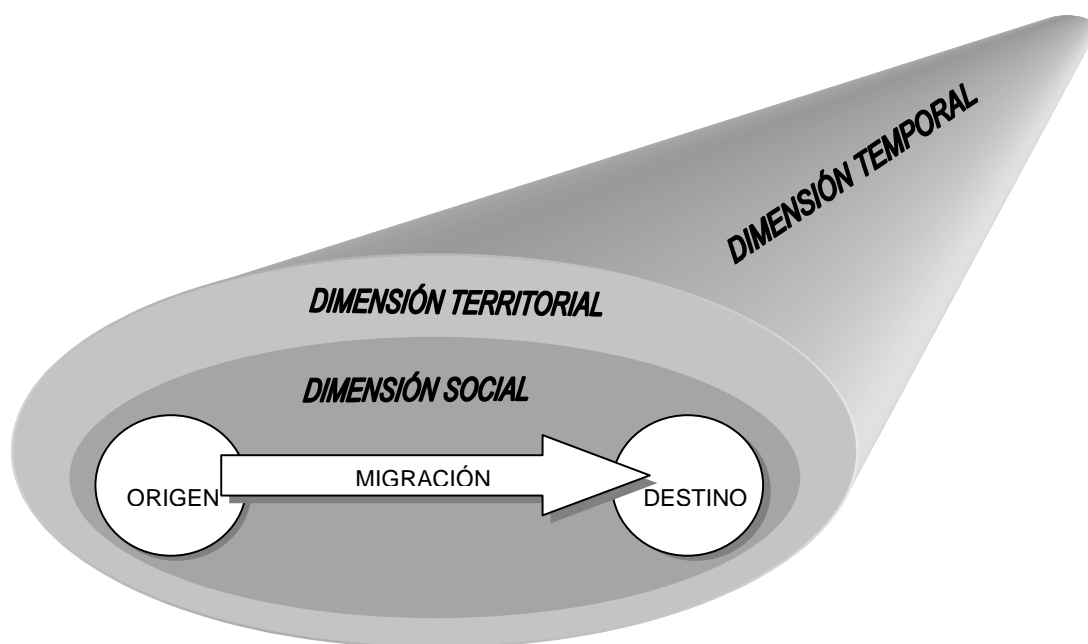 DIMENSIÓN TEMPORAL
DIMENSIÓN TERRITORIAL
DIMENSIÓN SOCIAL
MIGRACIÓN
ORIGEN
DESTINO